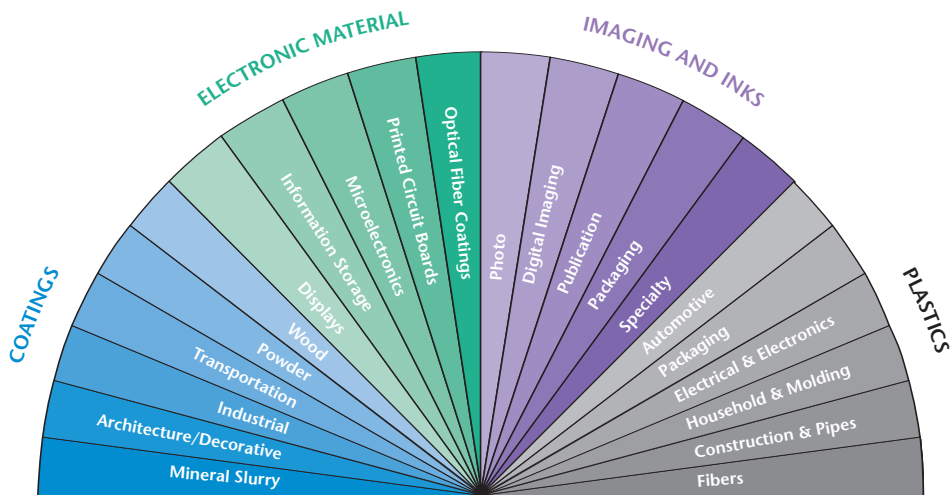 COATINGS
Mineral Slurry
Architecture/Decorative
Industrial
Transportation
Powder
Wood
ELECTRONIC MATERIAL
Displays
Information Storage
Microelectronics
Printed Circuit Boards
Optical Fiber Coatings
IMAGING AND INKS
Photo
Digital Imaging
Publication
Packaging
Specialty
PLASTICS
Automotive
Packaging
Electrical & Electronics
Household & Molding
Construction & Pipes
Fibers